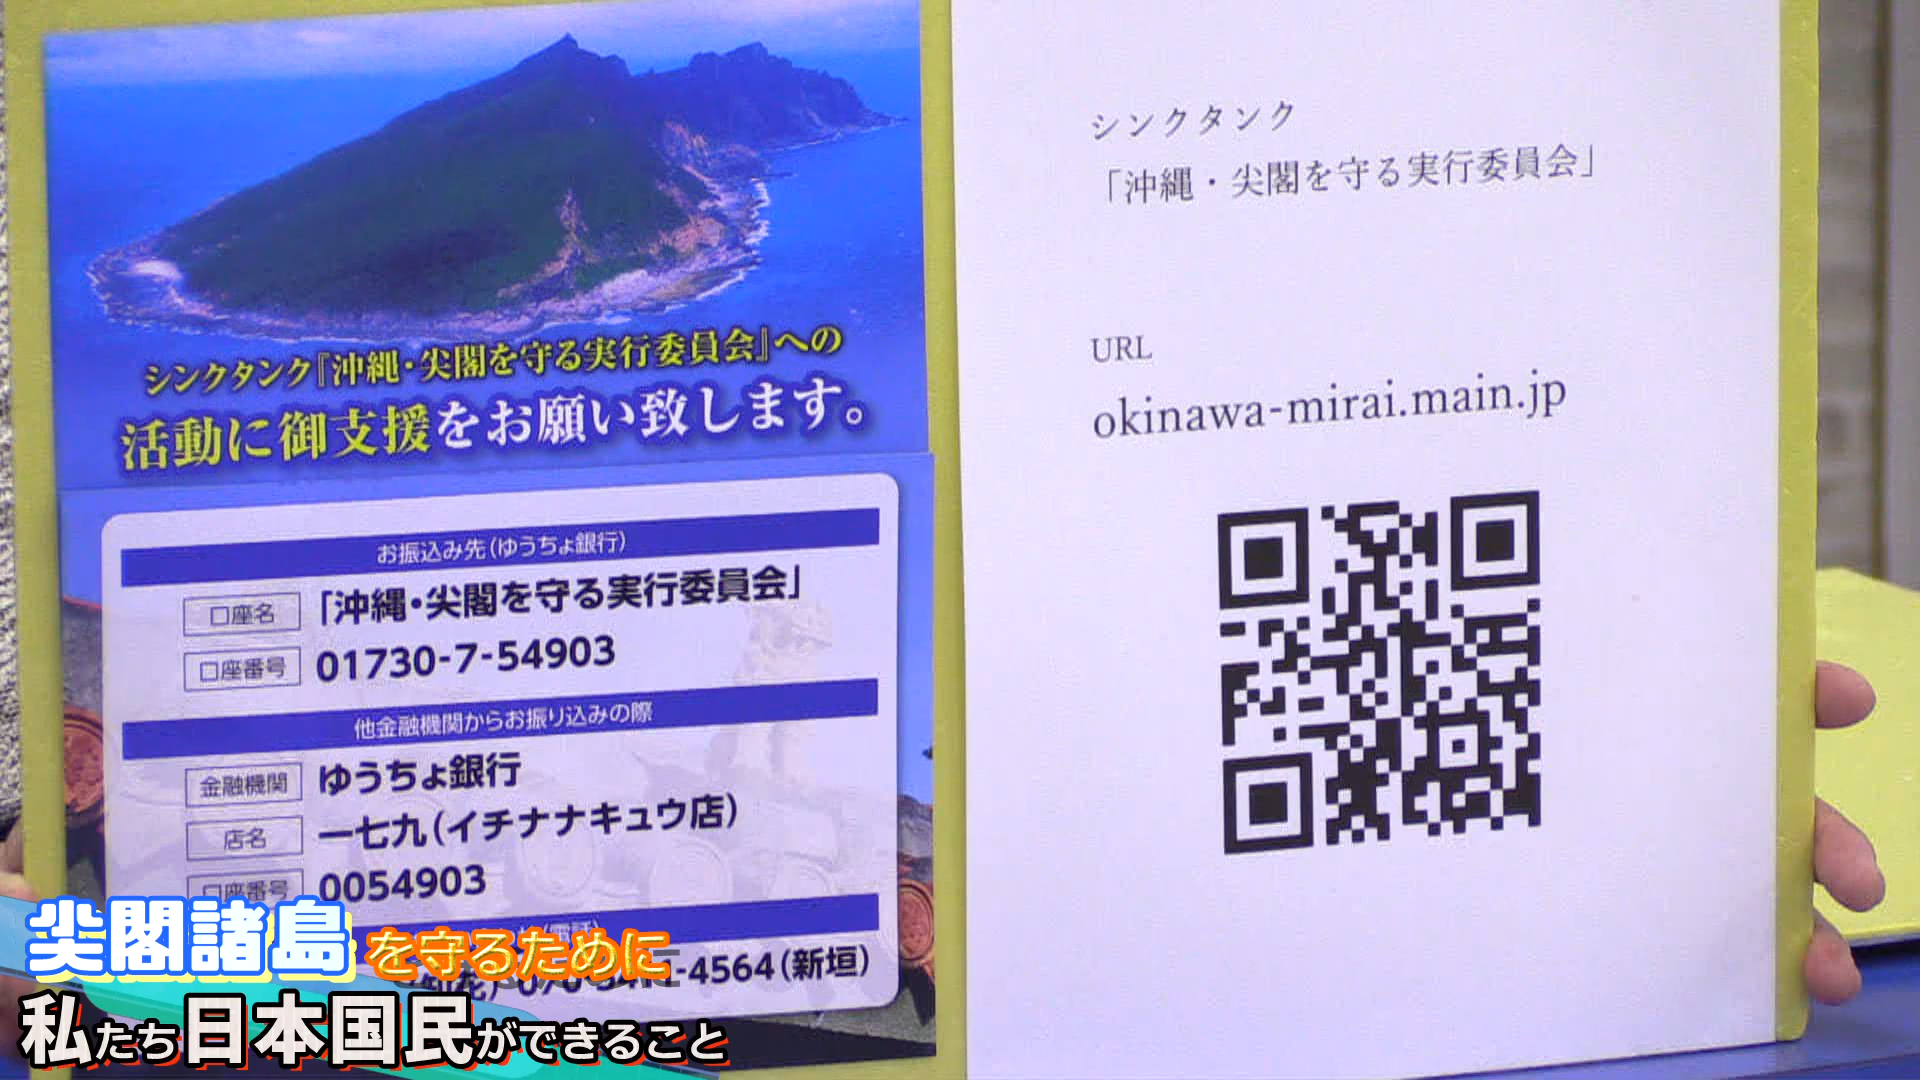 シンクタンク『沖縄・尖閣を守る実行委員会』への
活動に御支援をお願い致します。
お振込み先(ゆうちょ銀行)
口座名 「沖縄・尖閣を守る実行委員会」
口座番号 01730-7-54903
他金融機関からお振り込みの際
金融機関 ゆうちょ銀行
店名 一七九(イチナナキュウ店)
口座番号 0054903
-4564(新垣)
シンクタンク
「沖縄・尖閣を守る実行委員会」
URL
okinawa-mirai.main.jp
尖閣諸島を守るために
私たち日本国民ができること